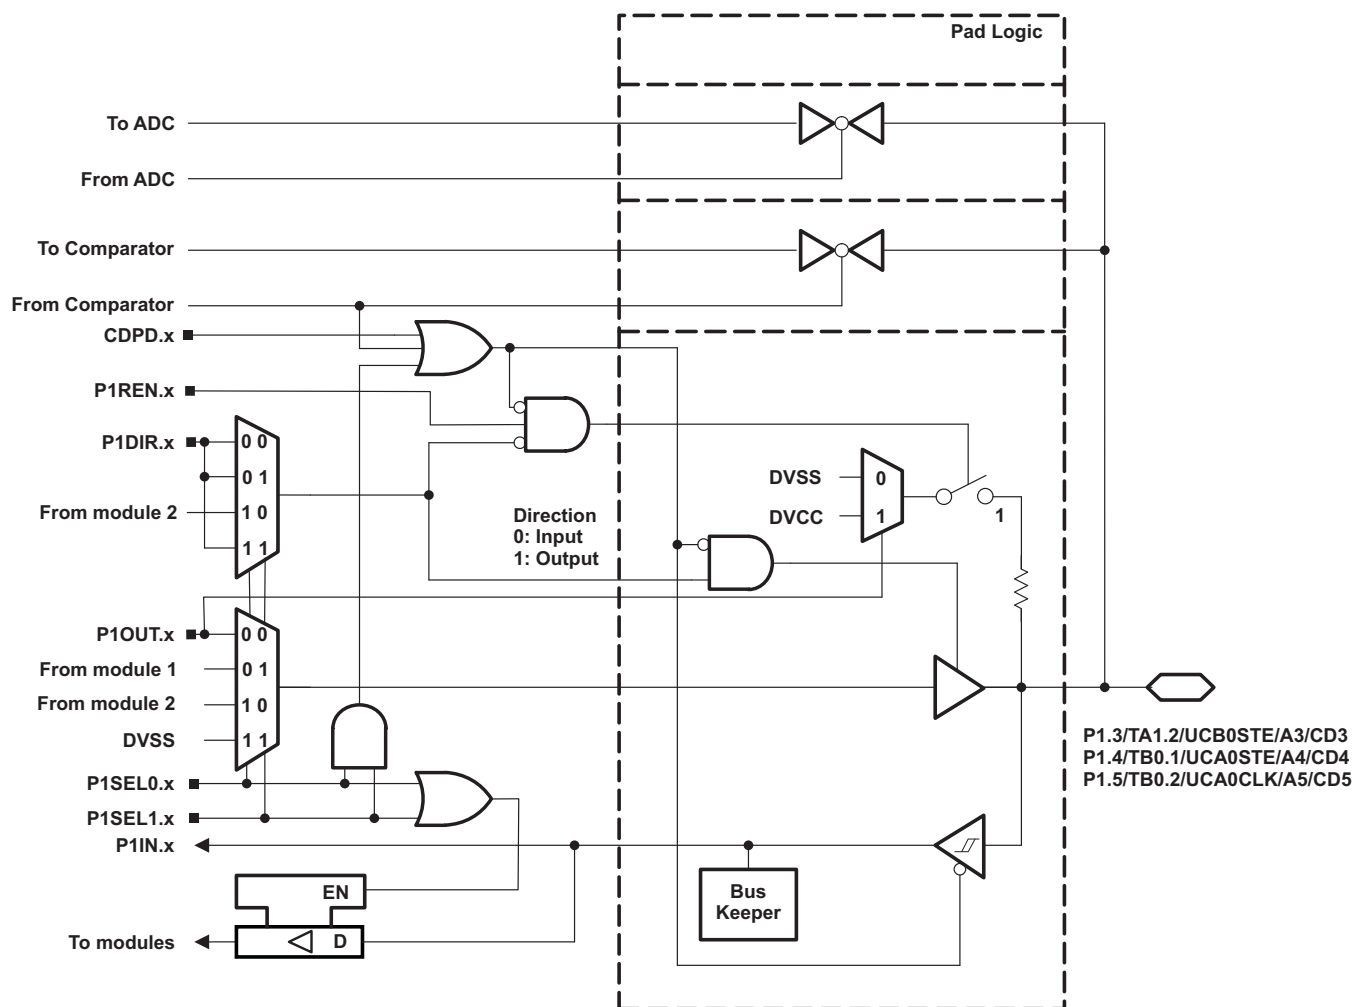 Pad Logic
To ADC
From ADC
To Comparator
From Comparator
CDPD.x
P1REN.x
P1DIR.x
0 0
0 1
From module 2
1 0
1 1
Direction
0: Input
1: Output
DVSS
0
DVCC
1
1
P1OUT.x
0 0
From module 1
0 1
From module 2
1 0
DVSS
1 1
P1SEL0.x
P1SEL1.x
P1IN.x
EN
D
To modules
Bus
Keeper
P1.3/TA1.2/UCB0STE/A3/CD3
P1.4/TB0.1/UCA0STE/A4/CD4
P1.5/TB0.2/UCA0CLK/A5/CD5